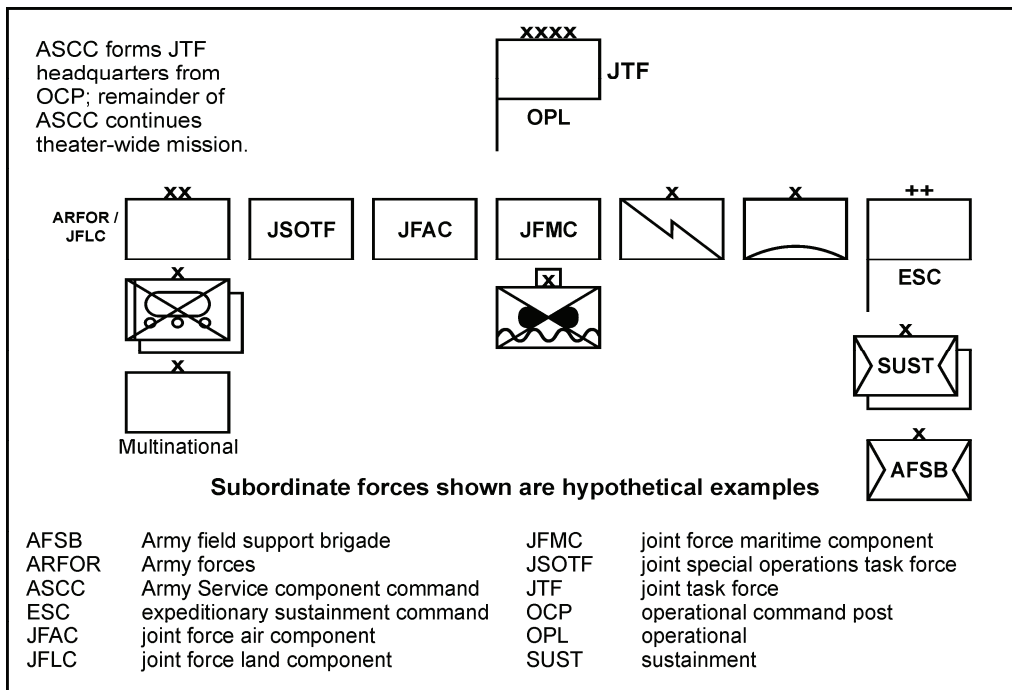 ASCC forms JTF
headquarters from
OCP; remainder of
ASCC continues
theater-wide mission.
xxxx
JTF
OPL
xx
ARFOR /
JFLC
JSOTF
JFAC
JFMC
x
x
++
ESC
x
x
x
SUST
x
Multinational
x
AFSB
Subordinate forces shown are hypothetical examples
AFSB Army field support brigade
ARFOR Army forces
ASCC Army Service component command
ESC expeditionary sustainment command
JFAC joint force air component
JFLC joint force land component
JFMC joint force maritime component
JSOTF joint special operations task force
JTF joint task force
OCP operational command post
OPL operational
SUST sustainment